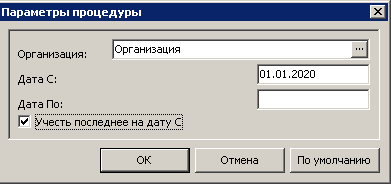 Параметры процедуры
Организация: Организация ...
Дата С: 01.01.2020
Дата По:
Учесть последнее на дату С
ОК Отмена По умолчанию